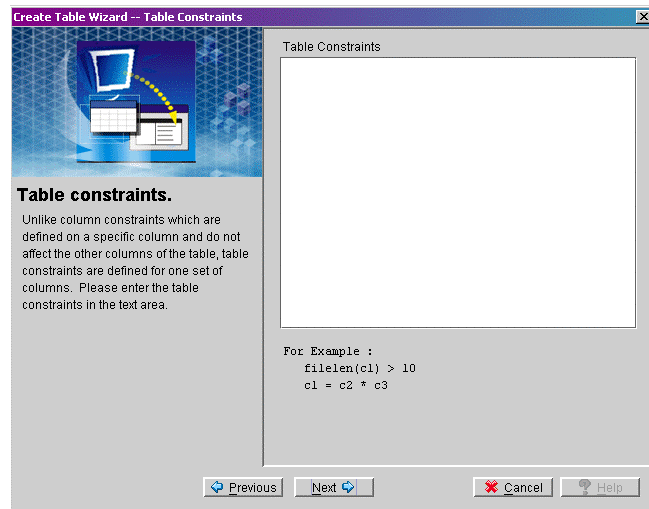 Create Table Wizard -- Table Constraints
Table constraints.
Unlike column constraints which are
defined on a specific column and do not
affect the other columns of the table, table
constraints are defined for one set of
columns.  Please enter the table
constraints in the text area.
Table Constraints
For Example :
filelen(c1) > 10
c1 = c2 * c3
Previous
Next
Cancel
Help